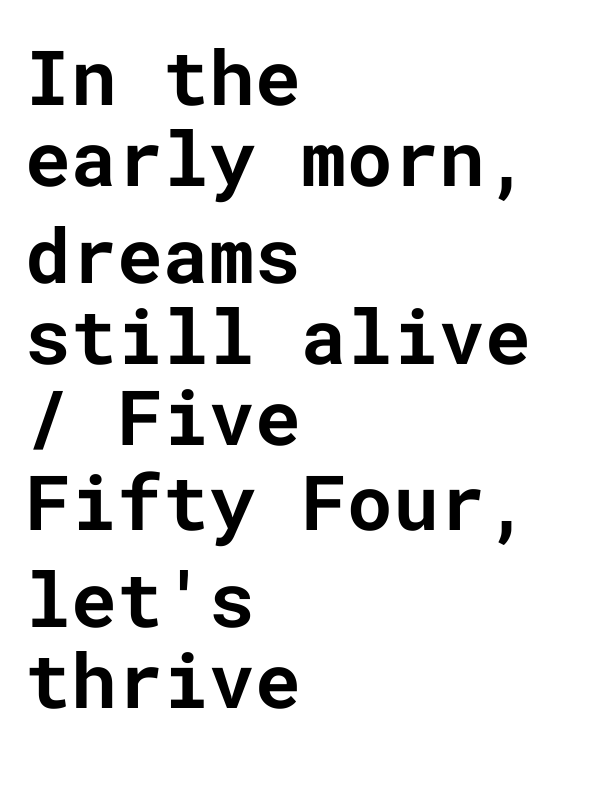 In the
early morn,
dreams
still alive
/ Five
Fifty Four,
let's
thrive